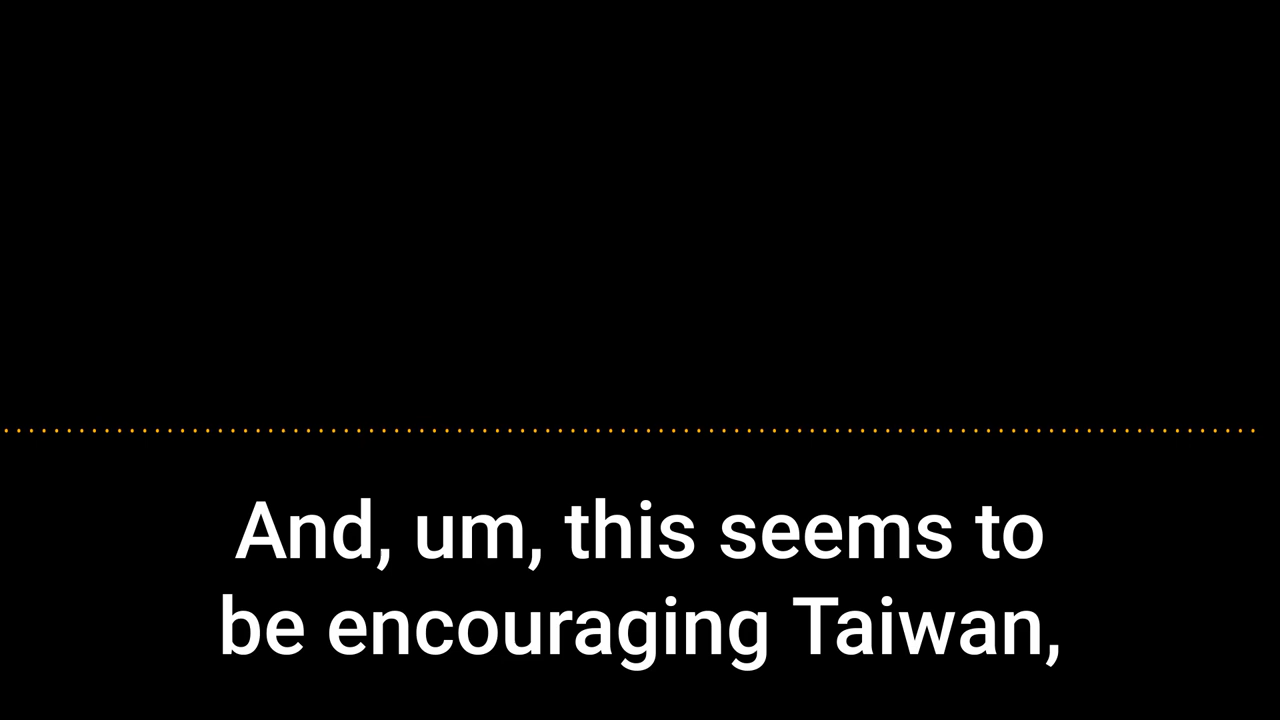 And, um, this seems to
be encouraging Taiwan,